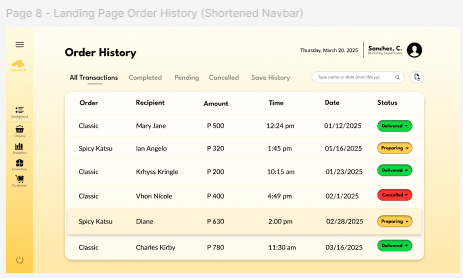 Page 8 - Landing Page Order History (Shortened Navbar)
Order History
Thursday, March 20, 2025
Sanchez, C.
All Transactions Completed Pending Cancelled Save History
Type name or date (mm/dd/yy)
Order Recipient Amount Time Date Status
Classic Mary Jane P 500 12:24 pm 01/12/2025 Delivered
Spicy Katsu Ian Angelo P 320 1:45 pm 01/16/2025 Preparing
Classic Krhyss Kringle P 200 10:15 am 01/23/2025 Delivered
Classic Vhon Nicole P 400 4:49 pm 02/1/2025 Cancelled
Spicy Katsu Diane P 630 2:00 pm 02/28/2025 Preparing
Classic Charles Kirby P 780 11:30 am 03/16/2025 Delivered
Dashboard
Orders
Inventory